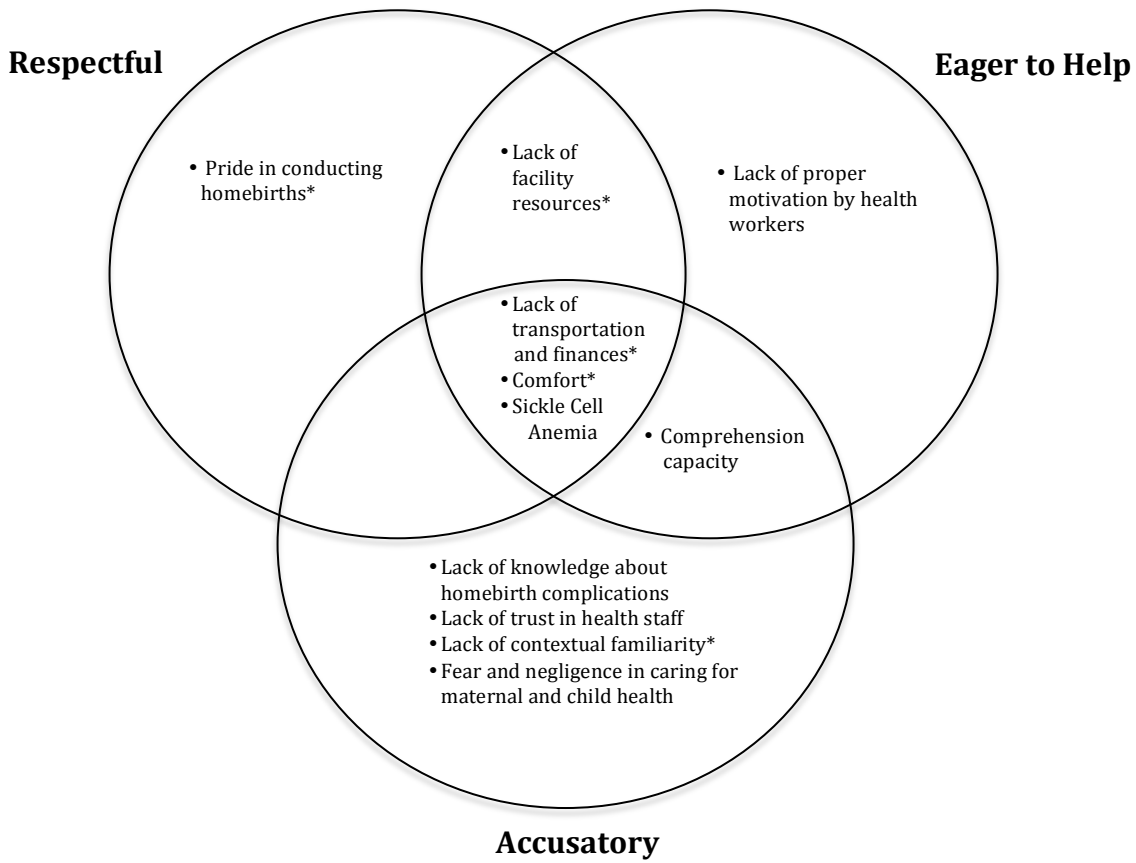 Respectful
Eager to Help
• Pride in conducting
homebirths*
• Lack of
facility
resources*
• Lack of proper
motivation by health
workers
• Lack of
transportation
and finances*
• Comfort*
• Sickle Cell
Anemia
• Comprehension
capacity
• Lack of knowledge about
homebirth complications
• Lack of trust in health staff
• Lack of contextual familiarity*
• Fear and negligence in caring for
maternal and child health
Accusatory